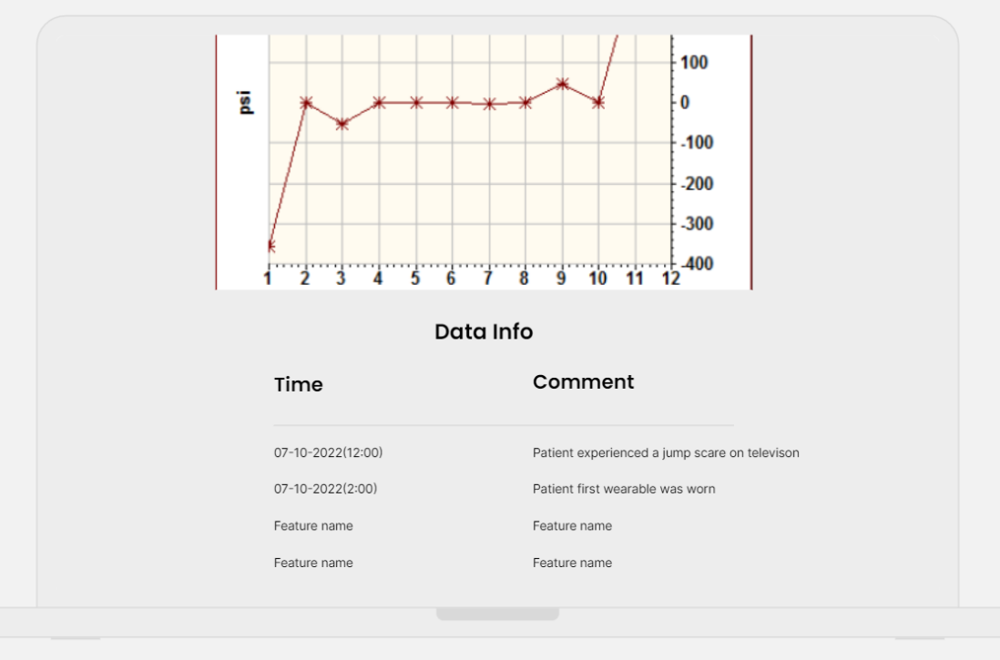 psi
100
0
-100
-200
-300
-400
1 2 3 4 5 6 7 8 9 10 11 12
Data Info
Time Comment
07-10-2022(12:00) Patient experienced a jump scare on televison
07-10-2022(2:00) Patient first wearable was worn
Feature name Feature name
Feature name Feature name